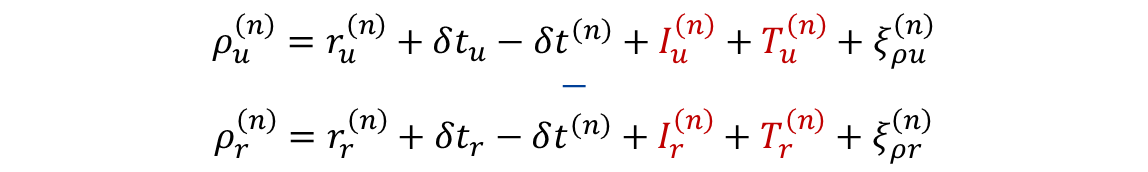 ρ_u^(n) = r_u^(n) + δt_u − δt^(n) + I_u^(n) + T_u^(n) + ξ_ρu^(n)
−
ρ_r^(n) = r_r^(n) + δt_r − δt^(n) + I_r^(n) + T_r^(n) + ξ_ρr^(n)